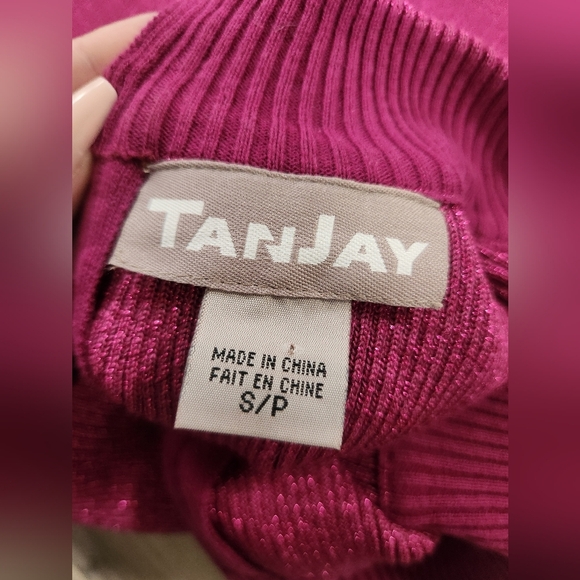 TANJAY
MADE IN CHINA
FAIT EN CHINE
S/P